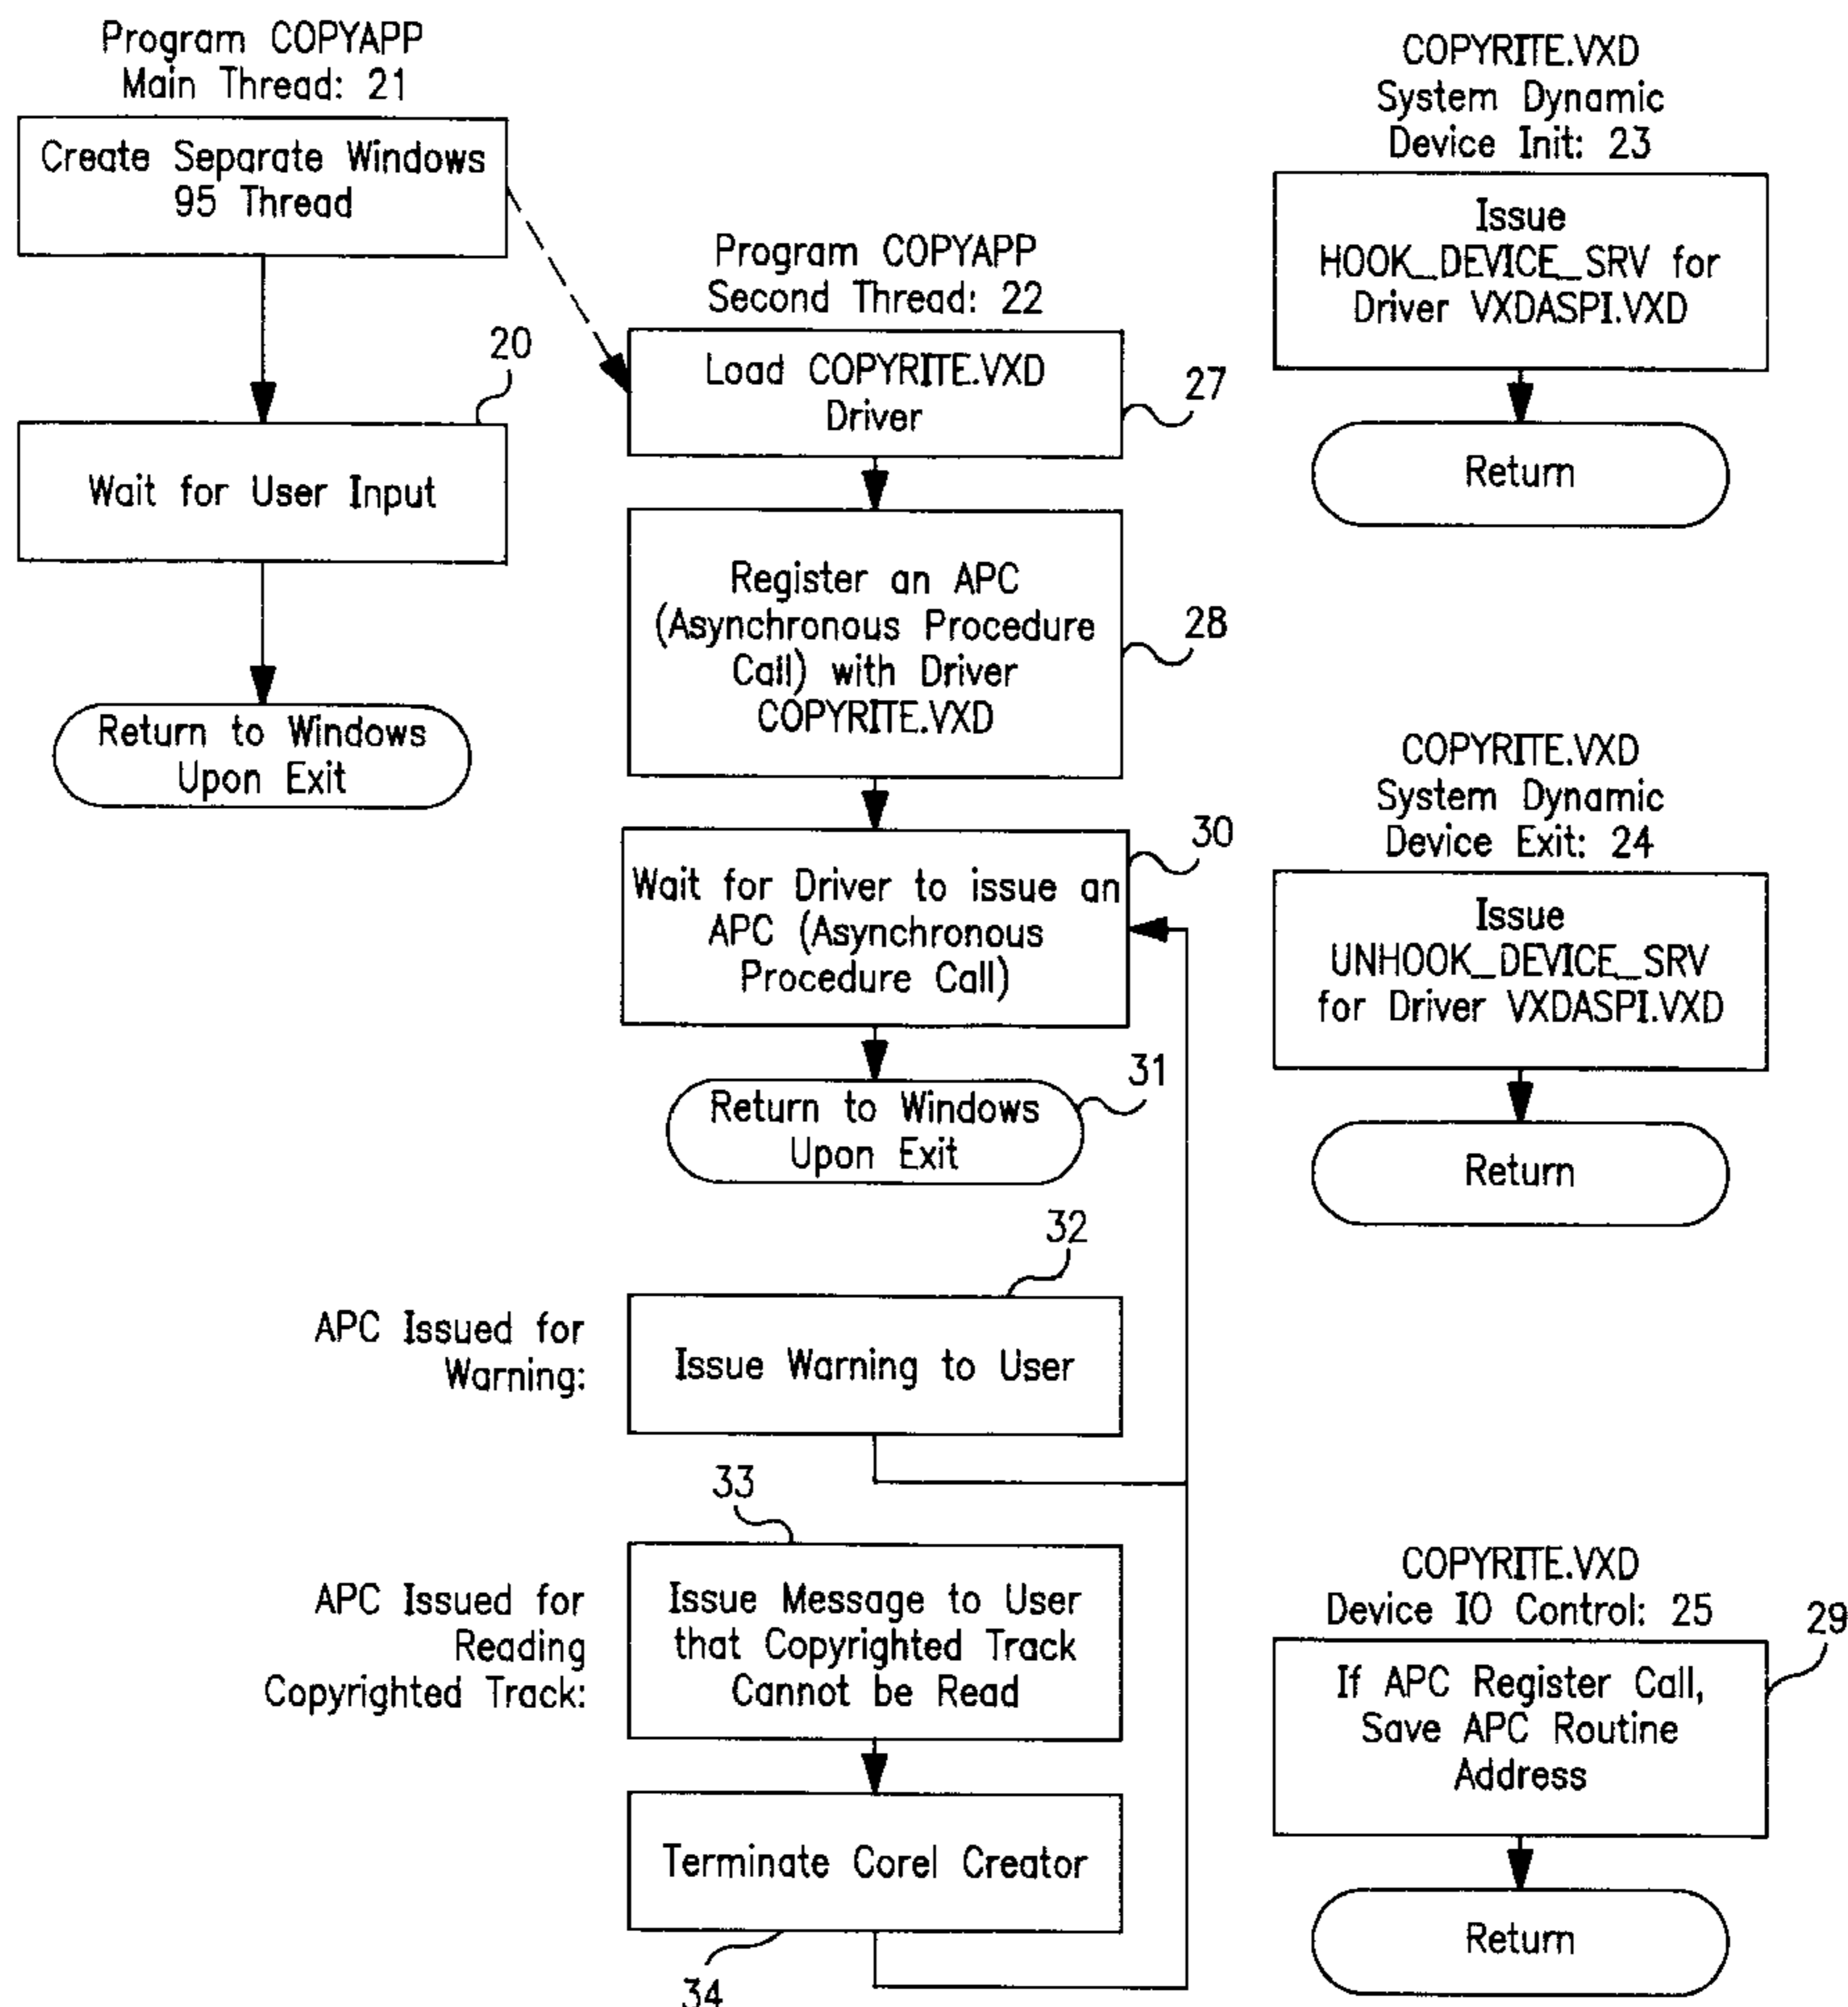 Program COPYAPP
Main Thread: 21
Create Separate Windows
95 Thread
20
Wait for User Input
Return to Windows
Upon Exit
Program COPYAPP
Second Thread: 22
Load COPYRITE.VXD
Driver
27
Register an APC
(Asynchronous Procedure
Call) with Driver
COPYRITE.VXD
28
Wait for Driver to issue an
APC (Asynchronous
Procedure Call)
30
Return to Windows
Upon Exit
31
APC Issued for
Warning:
32
Issue Warning to User
APC Issued for
Reading
Copyrighted Track:
33
Issue Message to User
that Copyrighted Track
Cannot be Read
Terminate Corel Creator
34
COPYRITE.VXD
System Dynamic
Device Init: 23
Issue
HOOK_DEVICE_SRV for
Driver VXDASPI.VXD
Return
COPYRITE.VXD
System Dynamic
Device Exit: 24
Issue
UNHOOK_DEVICE_SRV
for Driver VXDASPI.VXD
Return
COPYRITE.VXD
Device IO Control: 25
29
If APC Register Call,
Save APC Routine
Address
Return